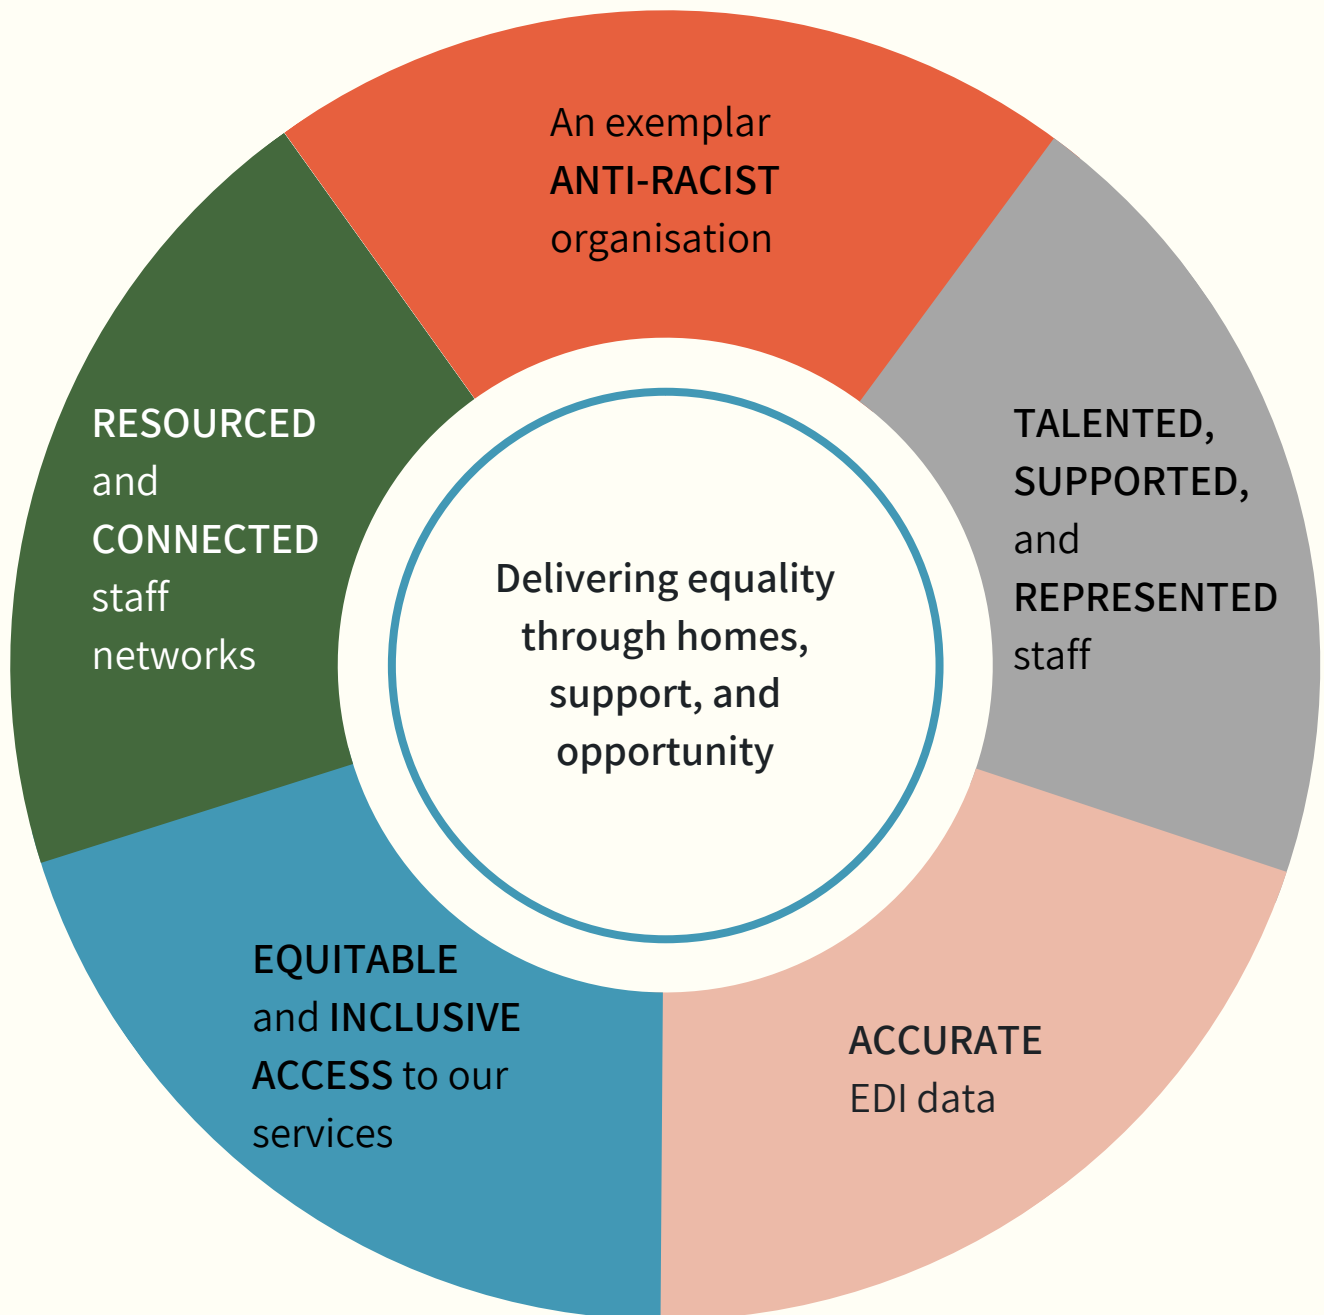 An exemplar
ANTI-RACIST
organisation
TALENTED,
SUPPORTED,
and
REPRESENTED
staff
ACCURATE
EDI data
EQUITABLE
and INCLUSIVE
ACCESS to our
services
RESOURCED
and
CONNECTED
staff
networks
Delivering equality
through homes,
support, and
opportunity